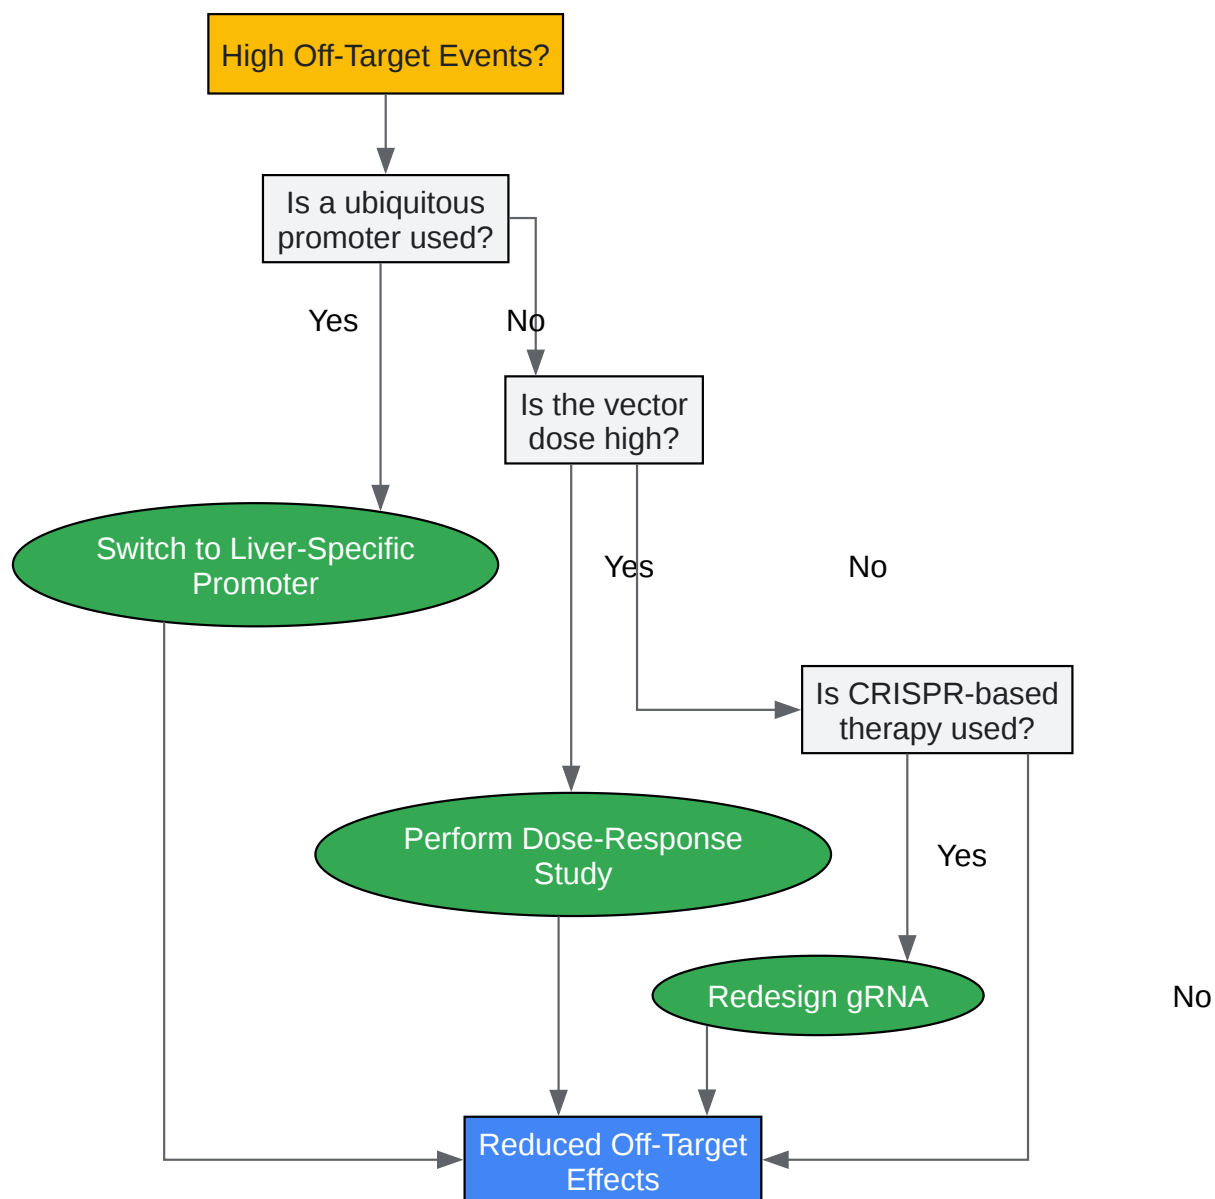 High Off-Target Events?
Is a ubiquitous
promoter used?
Yes
No
Is the vector
dose high?
Switch to Liver-Specific
Promoter
Yes
No
Is CRISPR-based
therapy used?
Perform Dose-Response
Study
Yes
Redesign gRNA
No
Reduced Off-Target
Effects